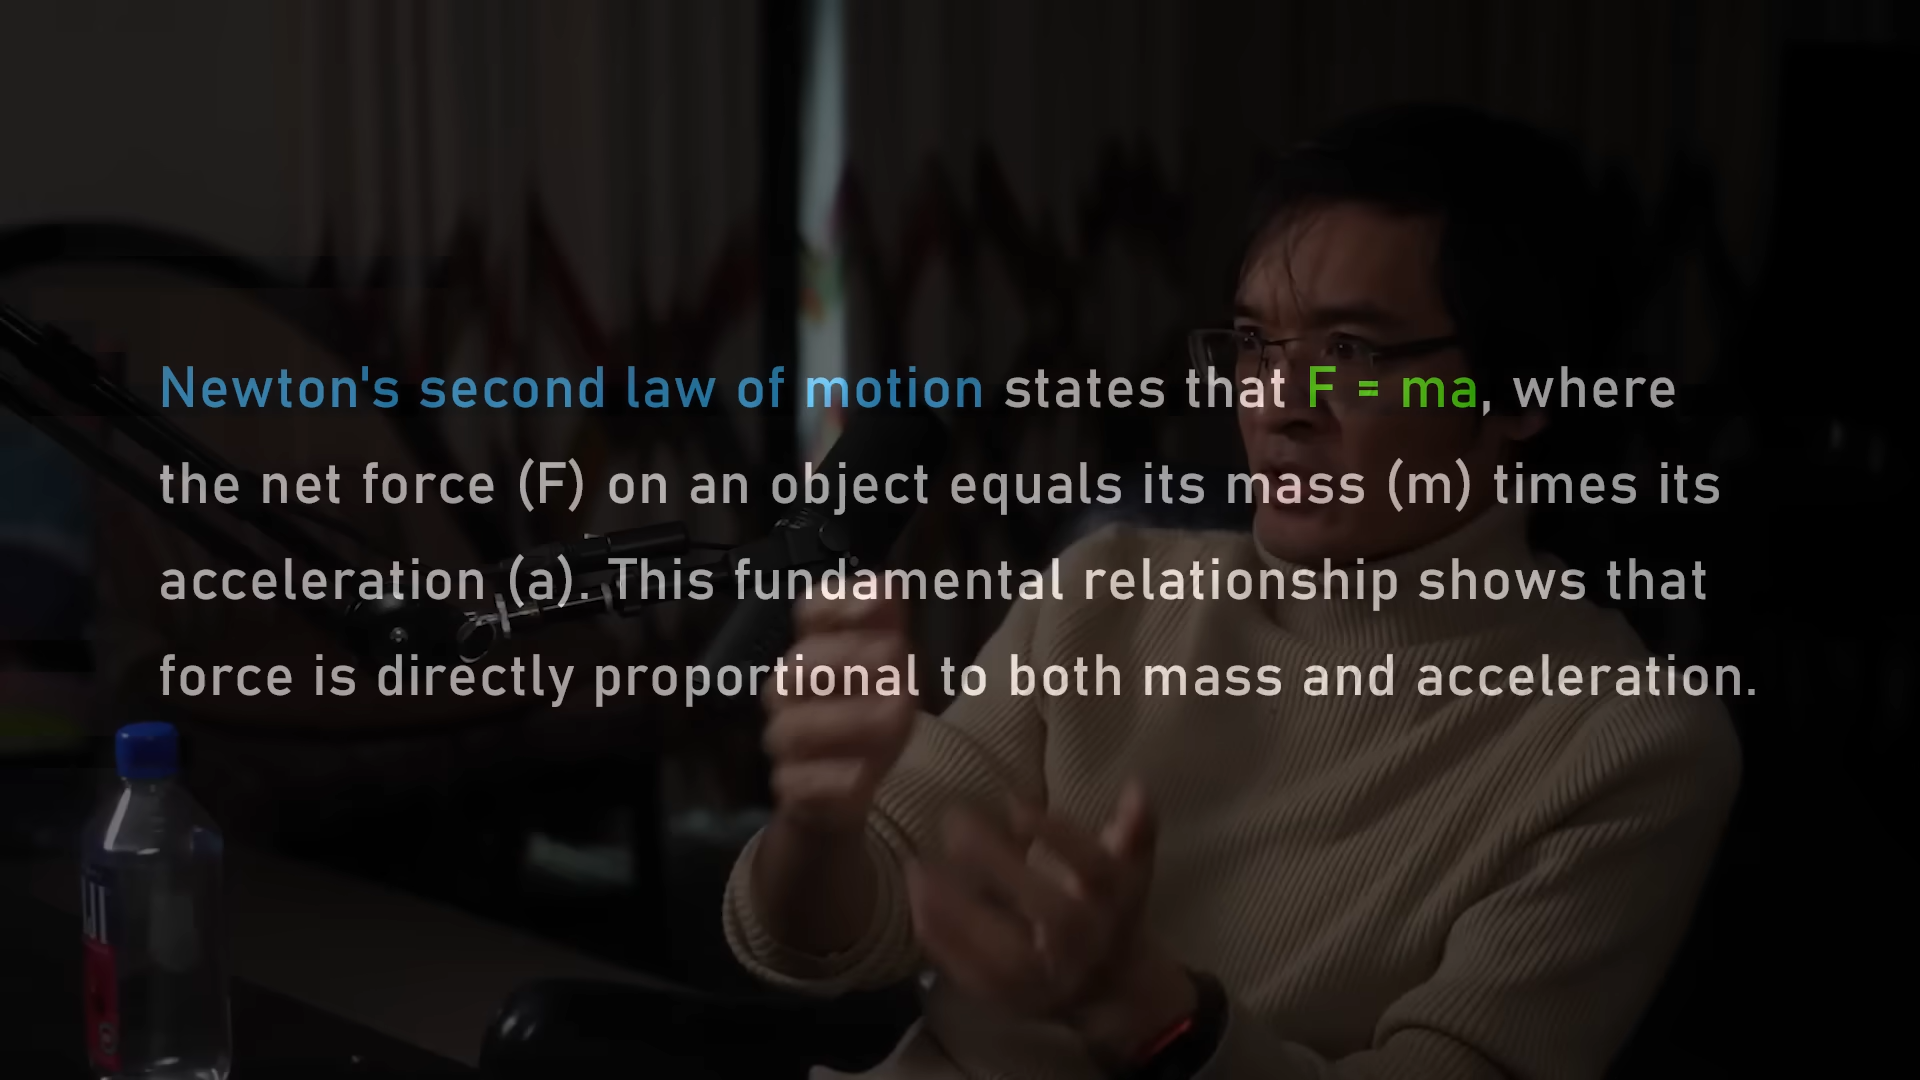 Newton's second law of motion states that F = ma, where
the net force (F) on an object equals its mass (m) times its
acceleration (a). This fundamental relationship shows that
force is directly proportional to both mass and acceleration.